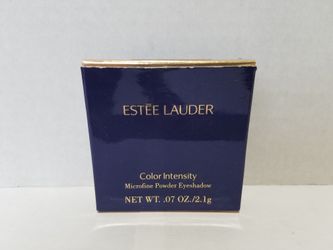 ESTĒE LAUDER
Color Intensity
Microfine Powder Eyeshadow
NET WT. .07 OZ./2.1g